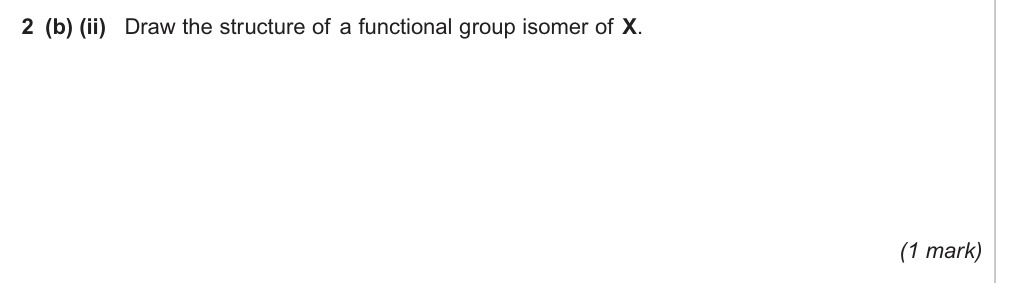 2 (b) (ii) Draw the structure of a functional group isomer of X.
(1 mark)